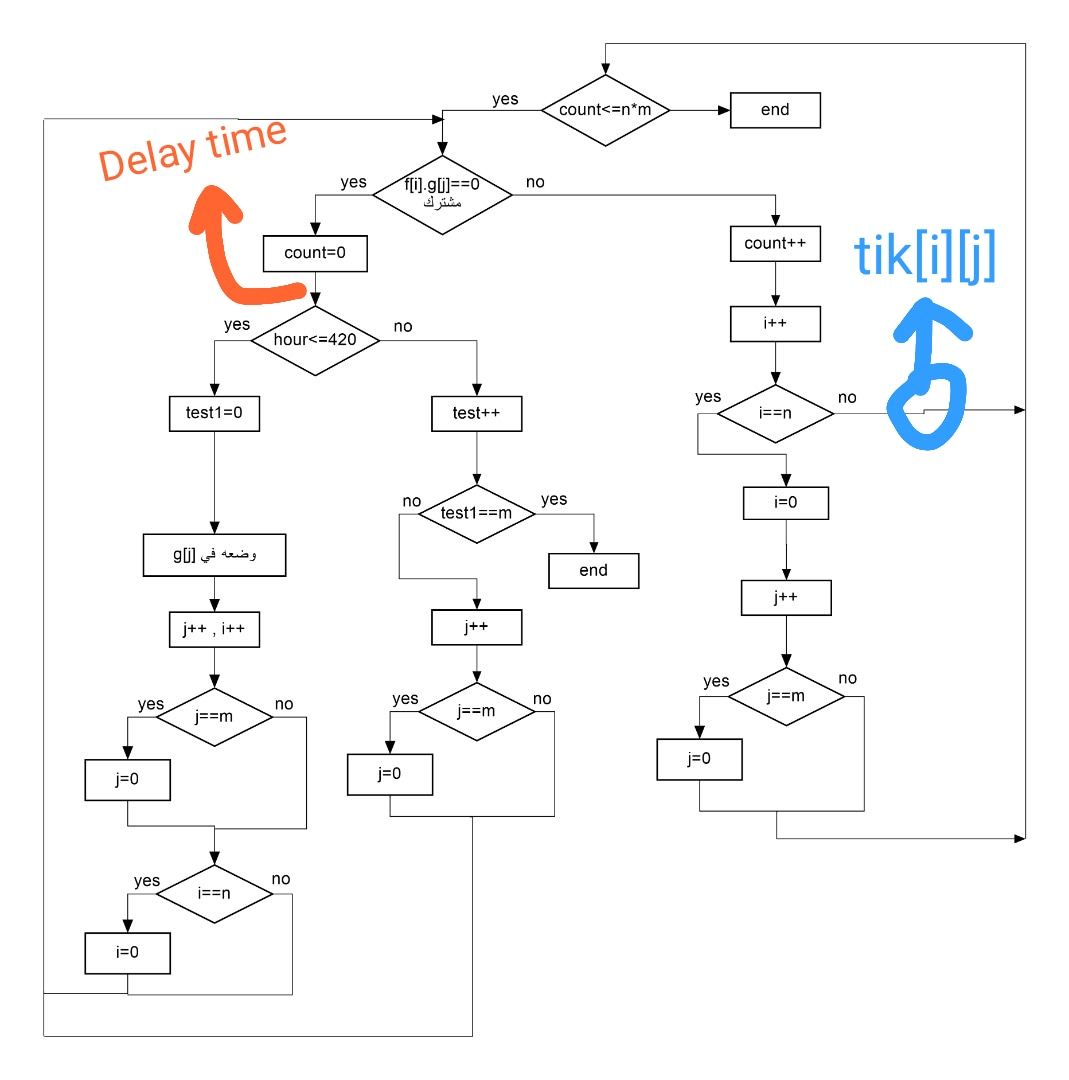 count<=n*m
yes
end
Delay time
f[i].g[j]==0
مشترك
yes
no
count=0
count++
tik[i][j]
i++
hour<=420
yes
no
test1=0
test++
i==n
yes
no
i=0
test1==m
no
yes
وضعه في g[j]
end
j++
j++ , i++
j++
j==m
yes
no
j==m
yes
no
j==m
yes
no
j=0
j=0
j=0
i==n
yes
no
i=0